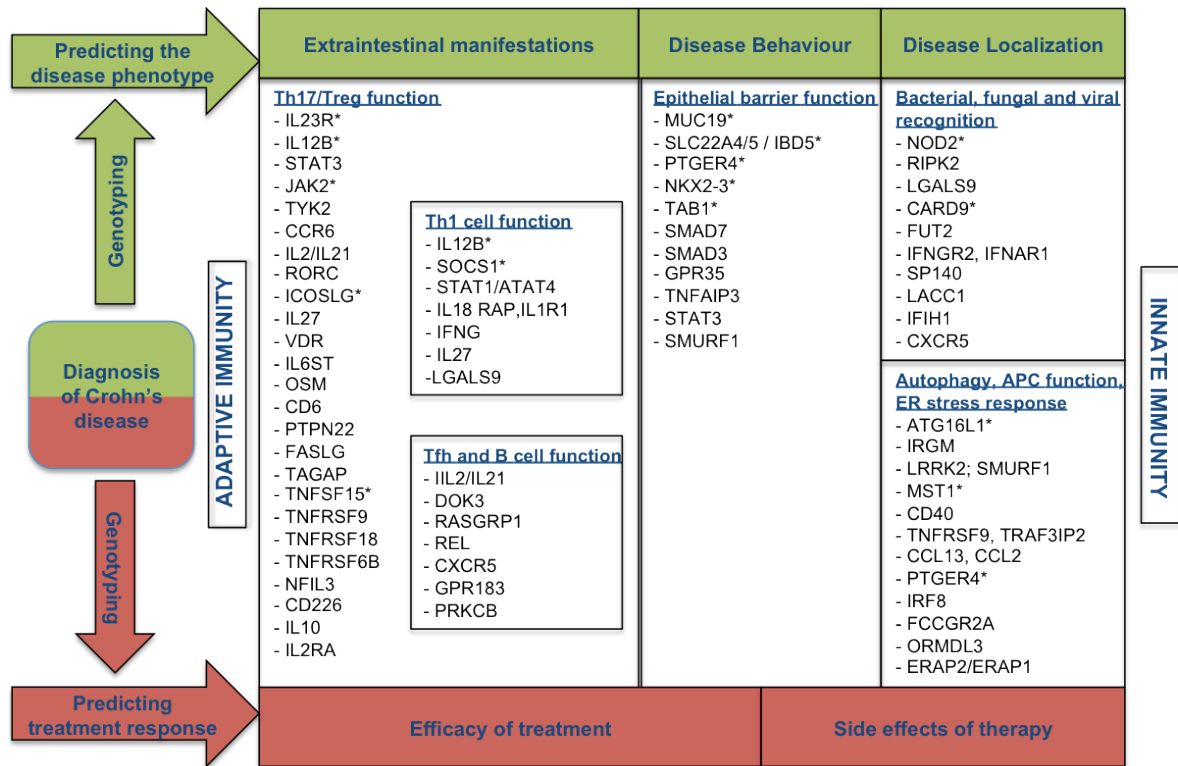 Predicting the
disease phenotype
Extraintestinal manifestations
Disease Behaviour
Disease Localization
Genotyping
Diagnosis
of Crohn's
disease
Genotyping
Predicting
treatment response
ADAPTIVE IMMUNITY
Th17/Treg function
- IL23R*
- IL12B*
- STAT3
- JAK2*
- TYK2
- CCR6
- IL2/IL21
- RORC
- ICOSLG*
- IL27
- VDR
- IL6ST
- OSM
- CD6
- PTPN22
- FASLG
- TAGAP
- TNFSF15*
- TNFRSF9
- TNFRSF18
- TNFRSF6B
- NFIL3
- CD226
- IL10
- IL2RA
Th1 cell function
- IL12B*
- SOCS1*
- STAT1/ATAT4
- IL18 RAP,IL1R1
- IFNG
- IL27
-LGALS9
Tfh and B cell function
- IIL2/IL21
- DOK3
- RASGRP1
- REL
- CXCR5
- GPR183
- PRKCB
Epithelial barrier function
- MUC19*
- SLC22A4/5 / IBD5*
- PTGER4*
- NKX2-3*
- TAB1*
- SMAD7
- SMAD3
- GPR35
- TNFAIP3
- STAT3
- SMURF1
Bacterial, fungal and viral
recognition
- NOD2*
- RIPK2
- LGALS9
- CARD9*
- FUT2
- IFNGR2, IFNAR1
- SP140
- LACC1
- IFIH1
- CXCR5
Autophagy, APC function,
ER stress response
- ATG16L1*
- IRGM
- LRRK2; SMURF1
- MST1*
- CD40
- TNFRSF9, TRAF3IP2
- CCL13, CCL2
- PTGER4*
- IRF8
- FCCGR2A
- ORMDL3
- ERAP2/ERAP1
INNATE IMMUNITY
Efficacy of treatment
Side effects of therapy